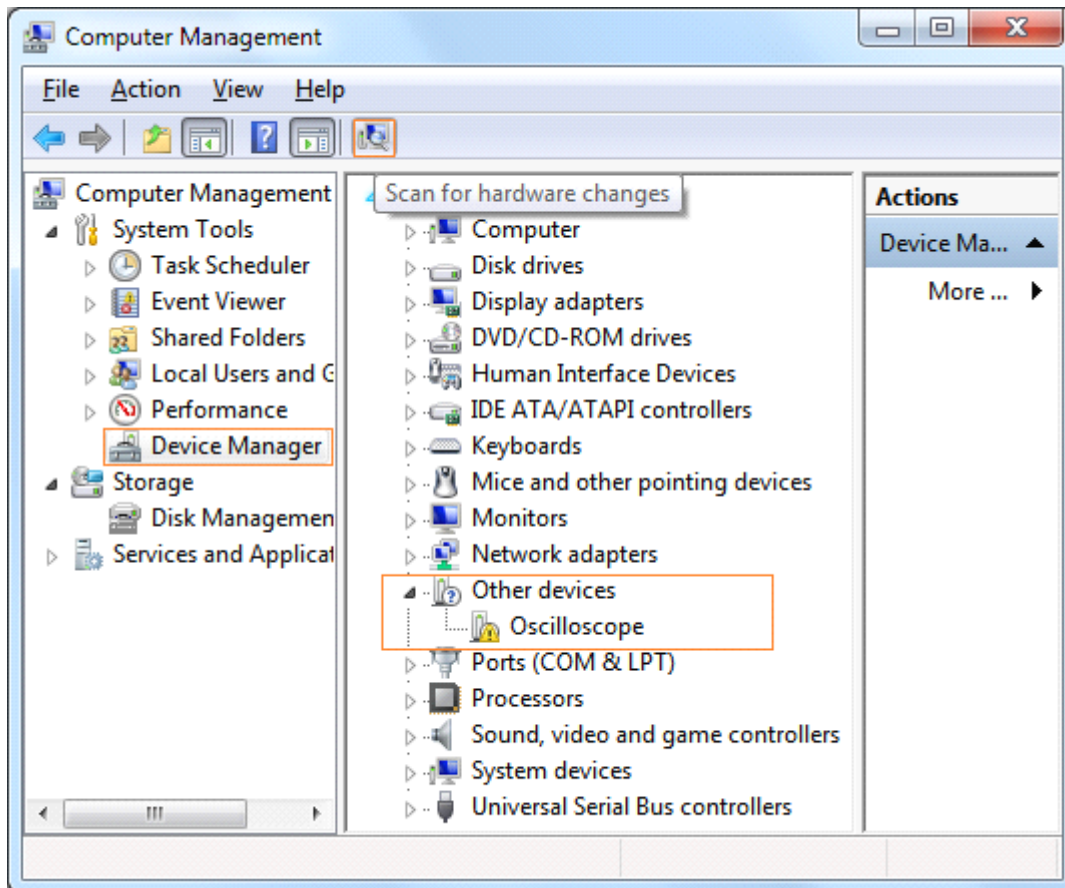 Computer Management
File Action View Help
Scan for hardware changes
Computer Management
System Tools
Task Scheduler
Event Viewer
Shared Folders
Local Users and G
Performance
Device Manager
Storage
Disk Managemen
Services and Applicat
Computer
Disk drives
Display adapters
DVD/CD-ROM drives
Human Interface Devices
IDE ATA/ATAPI controllers
Keyboards
Mice and other pointing devices
Monitors
Network adapters
Other devices
Oscilloscope
Ports (COM & LPT)
Processors
Sound, video and game controllers
System devices
Universal Serial Bus controllers
Actions
Device Ma...
More ...